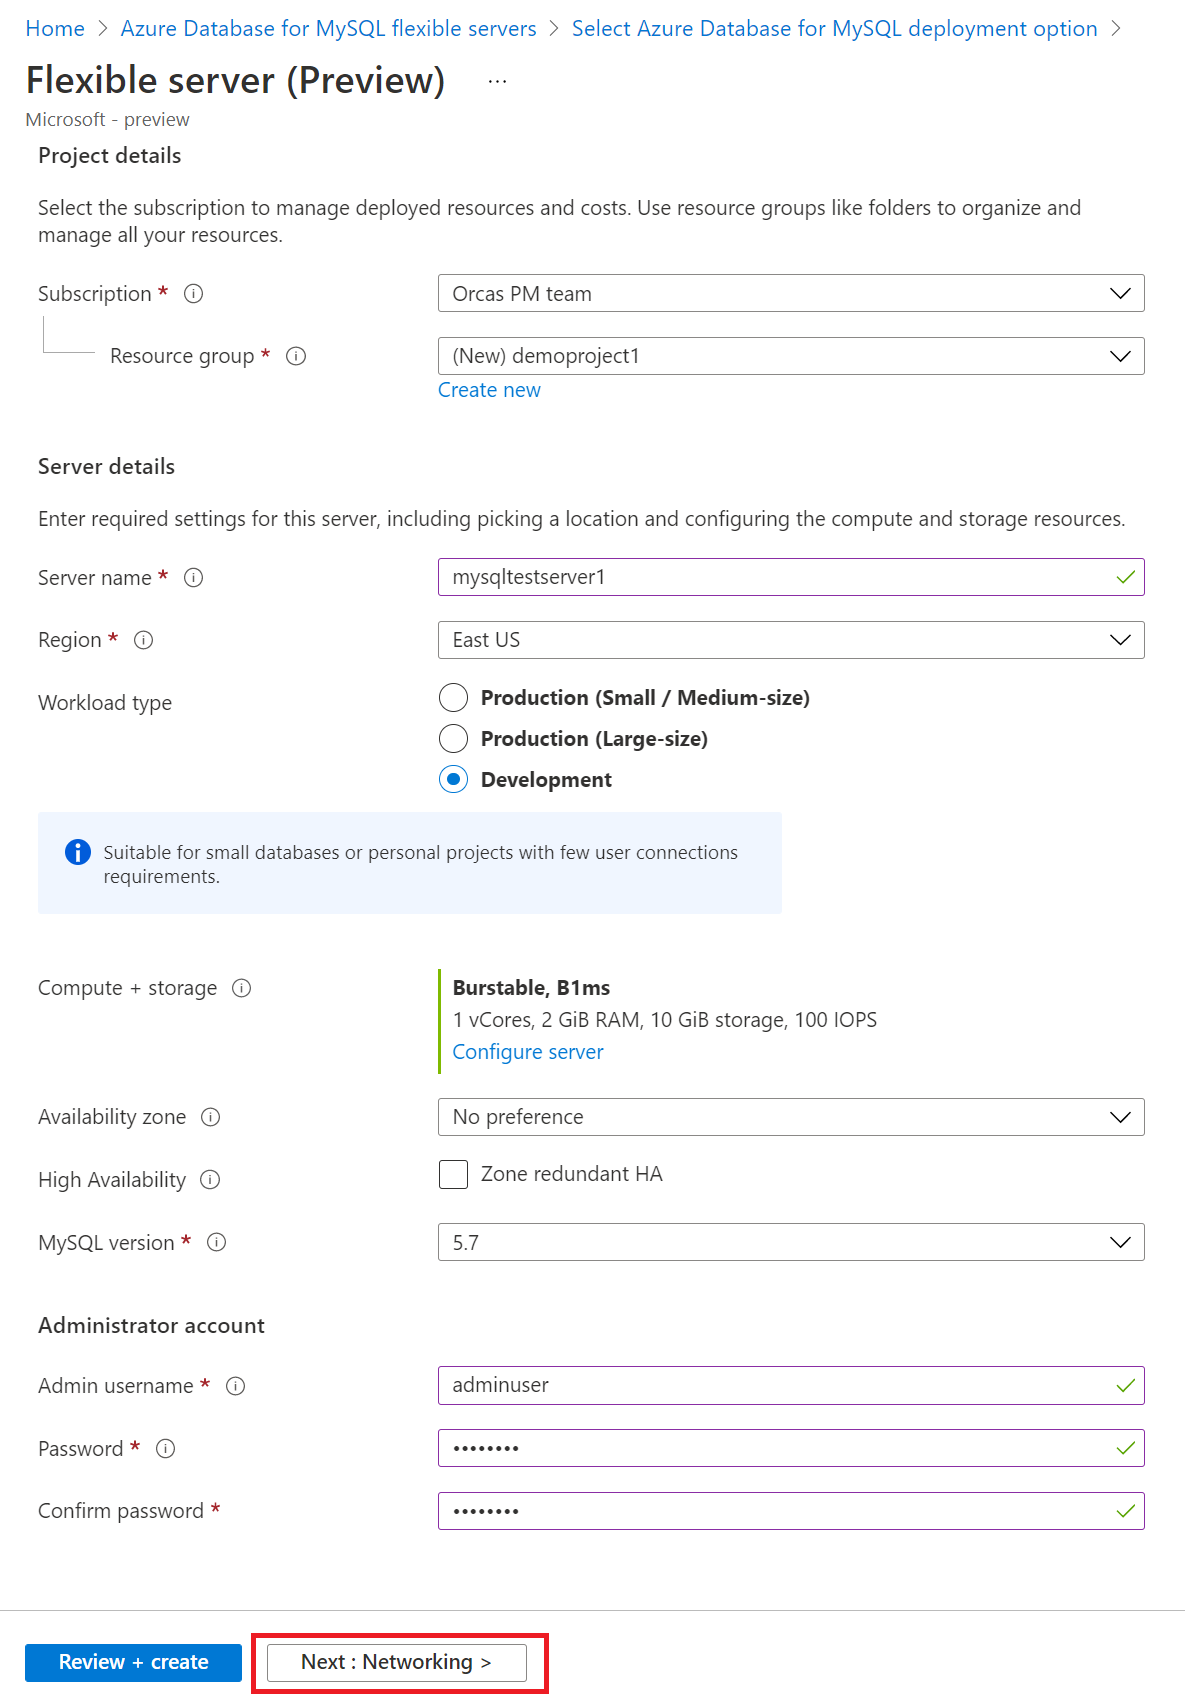 Home > Azure Database for MySQL flexible servers > Select Azure Database for MySQL deployment option >
Flexible server (Preview) ...
Microsoft - preview
Project details
Select the subscription to manage deployed resources and costs. Use resource groups like folders to organize and
manage all your resources.
Subscription * Orcas PM team
Resource group * (New) demoproject1
Create new
Server details
Enter required settings for this server, including picking a location and configuring the compute and storage resources.
Server name * mysqltestserver1
Region * East US
Workload type Production (Small / Medium-size)
Production (Large-size)
Development
Suitable for small databases or personal projects with few user connections
requirements.
Compute + storage Burstable, B1ms
1 vCores, 2 GiB RAM, 10 GiB storage, 100 IOPS
Configure server
Availability zone No preference
High Availability Zone redundant HA
MySQL version * 5.7
Administrator account
Admin username * adminuser
Password * ••••••••
Confirm password * ••••••••
Review + create Next : Networking >